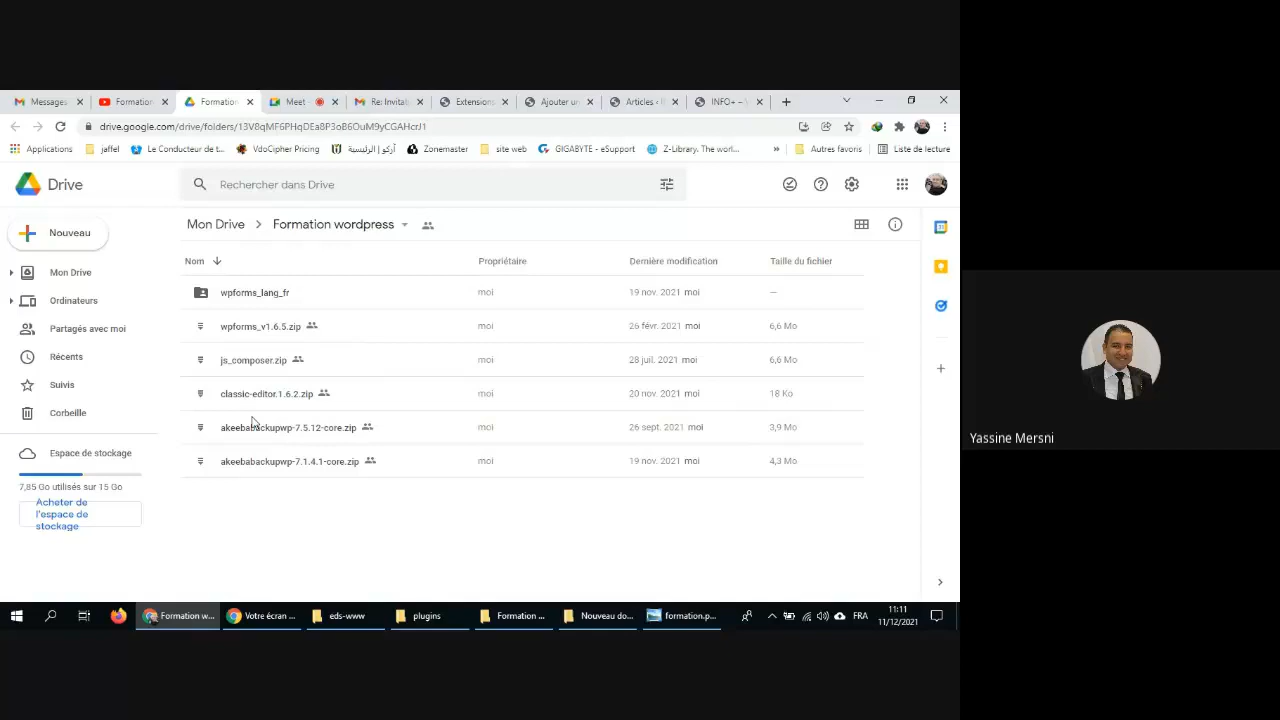 Messages
Formation
Formation
Meet
Re: Invita
Extension
Ajouter un
Articles
INFO+
drive.google.com/drive/folders/13V8qMF6PHqDEa8P3oB6OuM9yCGAHcrJ1
Applications
jaffel
Le Conducteur de t...
VdoCipher Pricing
أركو | الرئيسية
Zonemaster
site web
GIGABYTE - eSupport
Z-Library. The worl...
»
Autres favoris
Liste de lecture
Drive
Rechercher dans Drive
Nouveau
Mon Drive
Ordinateurs
Partagés avec moi
Récents
Suivis
Corbeille
Espace de stockage
7,85 Go utilisés sur 15 Go
Acheter de
l'espace de
stockage
Mon Drive > Formation wordpress
Nom Propriétaire Dernière modification Taille du fichier
wpforms_lang_fr moi 19 nov. 2021 moi —
wpforms_v1.6.5.zip moi 26 févr. 2021 moi 6,6 Mo
js_composer.zip moi 28 juil. 2021 moi 6,6 Mo
classic-editor.1.6.2.zip moi 20 nov. 2021 moi 18 Ko
akeebabackupwp-7.5.12-core.zip moi 26 sept. 2021 moi 3,9 Mo
akeebabackupwp-7.1.4.1-core.zip moi 19 nov. 2021 moi 4,3 Mo
Yassine Mersni
Formation w...
Votre écran ...
eds-www
plugins
Formation ...
Nouveau do...
formation.p...
FRA
11:11
11/12/2021